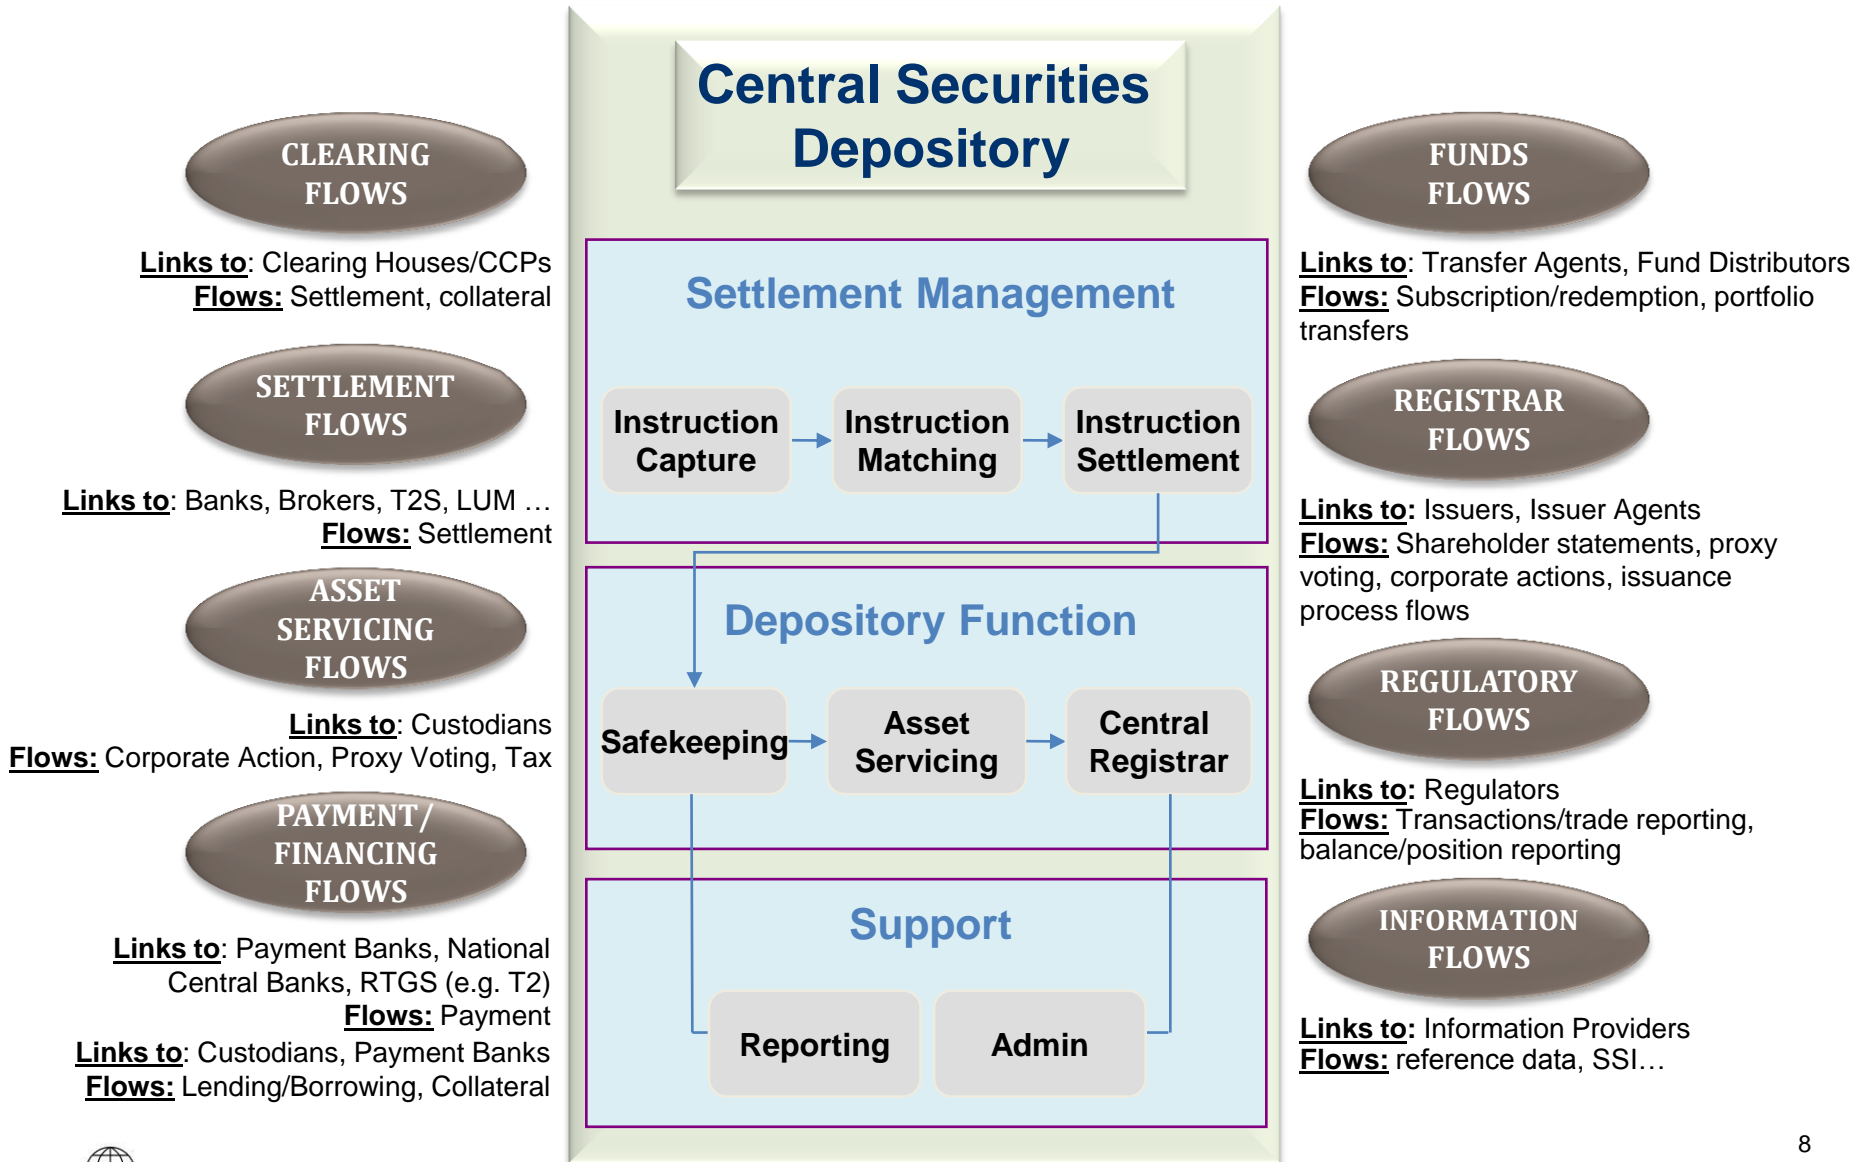 Central Securities
Depository
CLEARING
FLOWS
Links to: Clearing Houses/CCPs
Flows: Settlement, collateral
SETTLEMENT
FLOWS
Links to: Banks, Brokers, T2S, LUM …
Flows: Settlement
ASSET
SERVICING
FLOWS
Links to: Custodians
Flows: Corporate Action, Proxy Voting, Tax
PAYMENT/
FINANCING
FLOWS
Links to: Payment Banks, National
Central Banks, RTGS (e.g. T2)
Flows: Payment
Links to: Custodians, Payment Banks
Flows: Lending/Borrowing, Collateral
Settlement Management
Instruction
Capture
Instruction
Matching
Instruction
Settlement
Depository Function
Safekeeping
Asset
Servicing
Central
Registrar
Support
Reporting
Admin
FUNDS
FLOWS
Links to: Transfer Agents, Fund Distributors
Flows: Subscription/redemption, portfolio
transfers
REGISTRAR
FLOWS
Links to: Issuers, Issuer Agents
Flows: Shareholder statements, proxy
voting, corporate actions, issuance
process flows
REGULATORY
FLOWS
Links to: Regulators
Flows: Transactions/trade reporting,
balance/position reporting
INFORMATION
FLOWS
Links to: Information Providers
Flows: reference data, SSI…
8